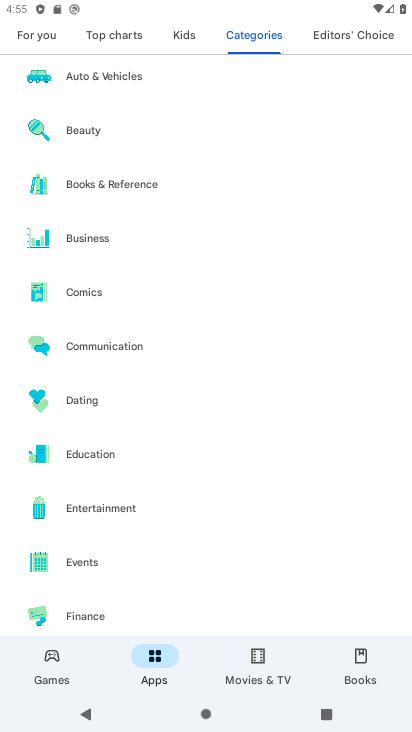 4:55
For you
Top charts
Kids
Categories
Editors' Choice
Auto & Vehicles
Beauty
Books & Reference
Business
Comics
Communication
Dating
Education
Entertainment
Events
Finance
Games
Apps
Movies & TV
Books